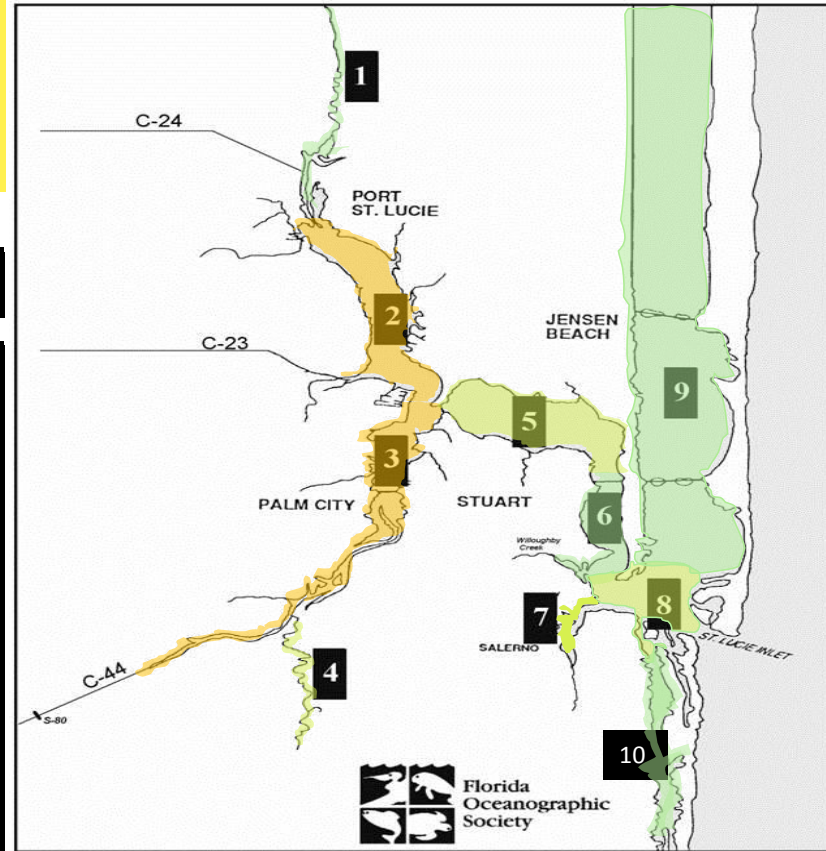 1
C-24
PORT
ST. LUCIE
2
JENSEN
BEACH
C-23
9
5
3
PALM CITY
STUART
6
Willoughby
Creek
8
7
SALERNO
ST. LUCIE INLET
4
C-44
S-80
10
Florida
Oceanographic
Society